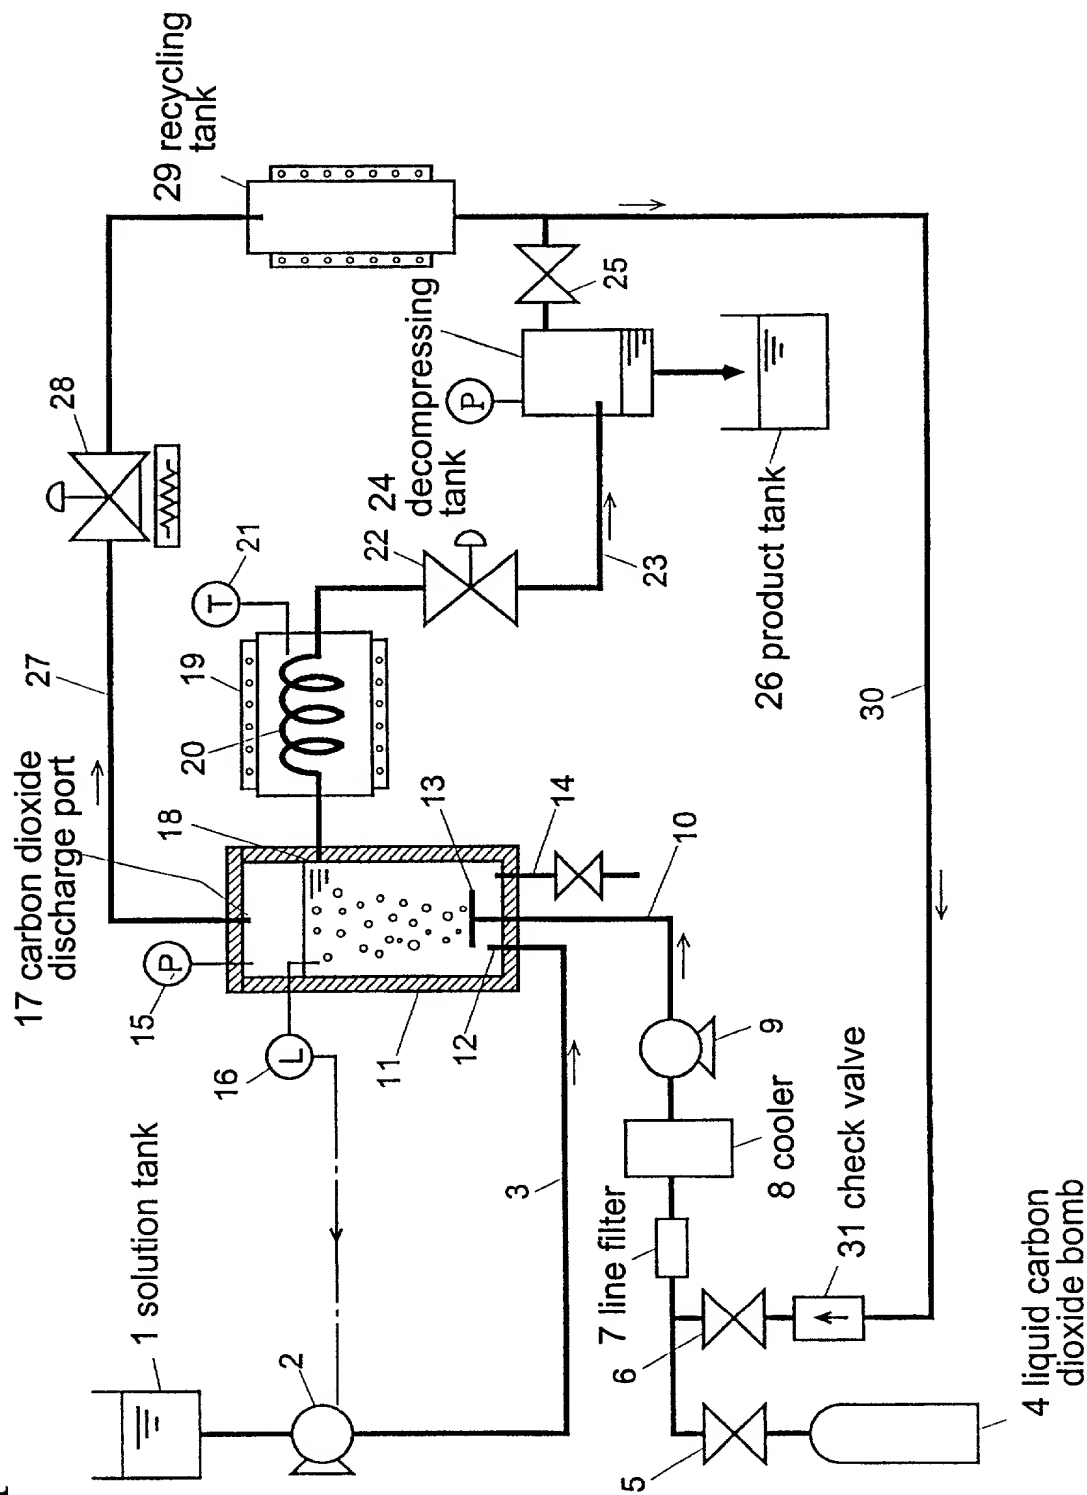 1 solution tank
2
3
4 liquid carbon
dioxide bomb
5
6
7 line filter
8 cooler
9
10
11
12
13
14
15
16
17 carbon dioxide
discharge port
18
19
20
21
22
23
24
decompressing
tank
25
26 product tank
27
28
29 recycling
tank
30
31 check valve
P
L
T
P